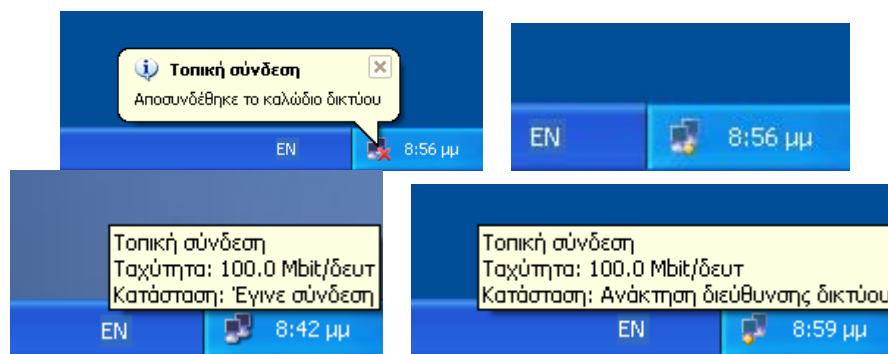 Τοπική σύνδεση
Αποσυνδέθηκε το καλώδιο δικτύου
EN 8:56 μμ
EN 8:56 μμ
Τοπική σύνδεση
Ταχύτητα: 100.0 Mbit/δευτ
Κατάσταση: Έγινε σύνδεση
EN 8:42 μμ
Τοπική σύνδεση
Ταχύτητα: 100.0 Mbit/δευτ
Κατάσταση: Ανάκτηση διεύθυνσης δικτύου
EN 8:59 μμ